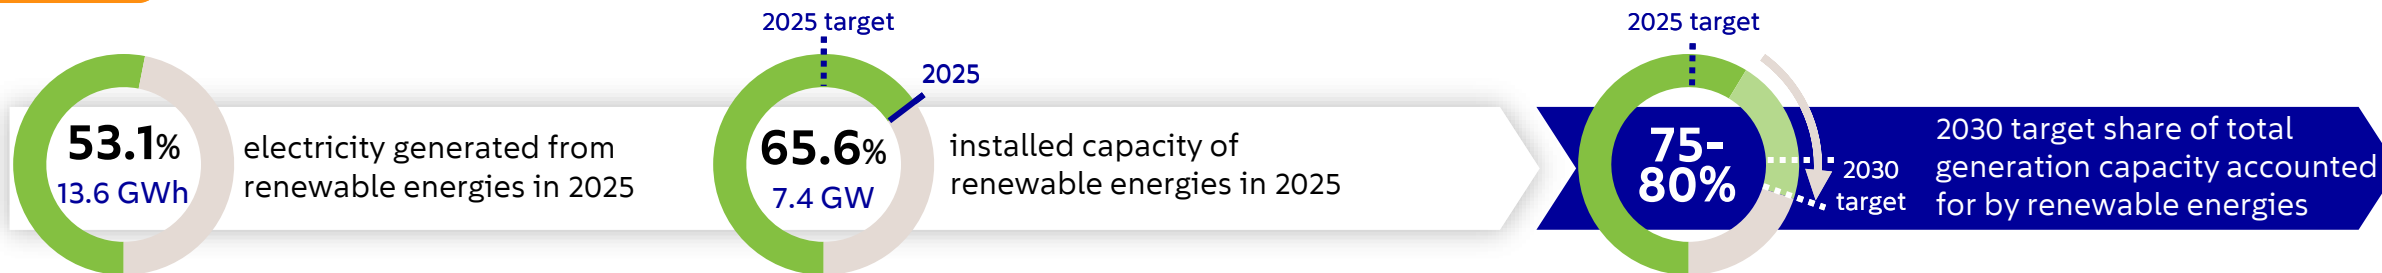 53.1%
13.6 GWh
electricity generated from
renewable energies in 2025
2025 target
2025
65.6%
7.4 GW
installed capacity of
renewable energies in 2025
2025 target
75-
80%
2030
target
2030 target share of total
generation capacity accounted
for by renewable energies